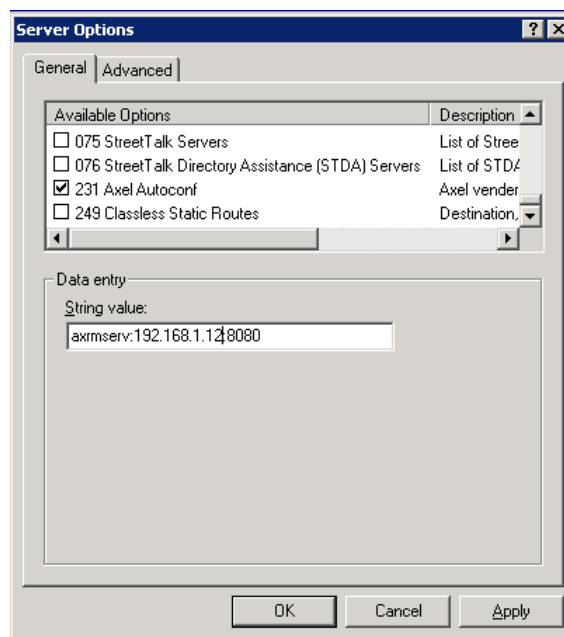 Server Options
General Advanced
Available Options Description
075 StreetTalk Servers List of Stree
076 StreetTalk Directory Assistance (STDA) Servers List of STDA
231 Axel Autoconf Axel vender
249 Classless Static Routes Destination,
Data entry
String value:
axrmserv:192.168.1.12:8080
OK Cancel Apply